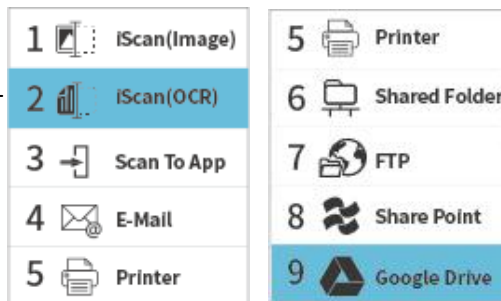 1 iScan(Image)
2 iScan(OCR)
3 Scan To App
4 E-Mail
5 Printer
5 Printer
6 Shared Folder
7 FTP
8 Share Point
9 Google Drive